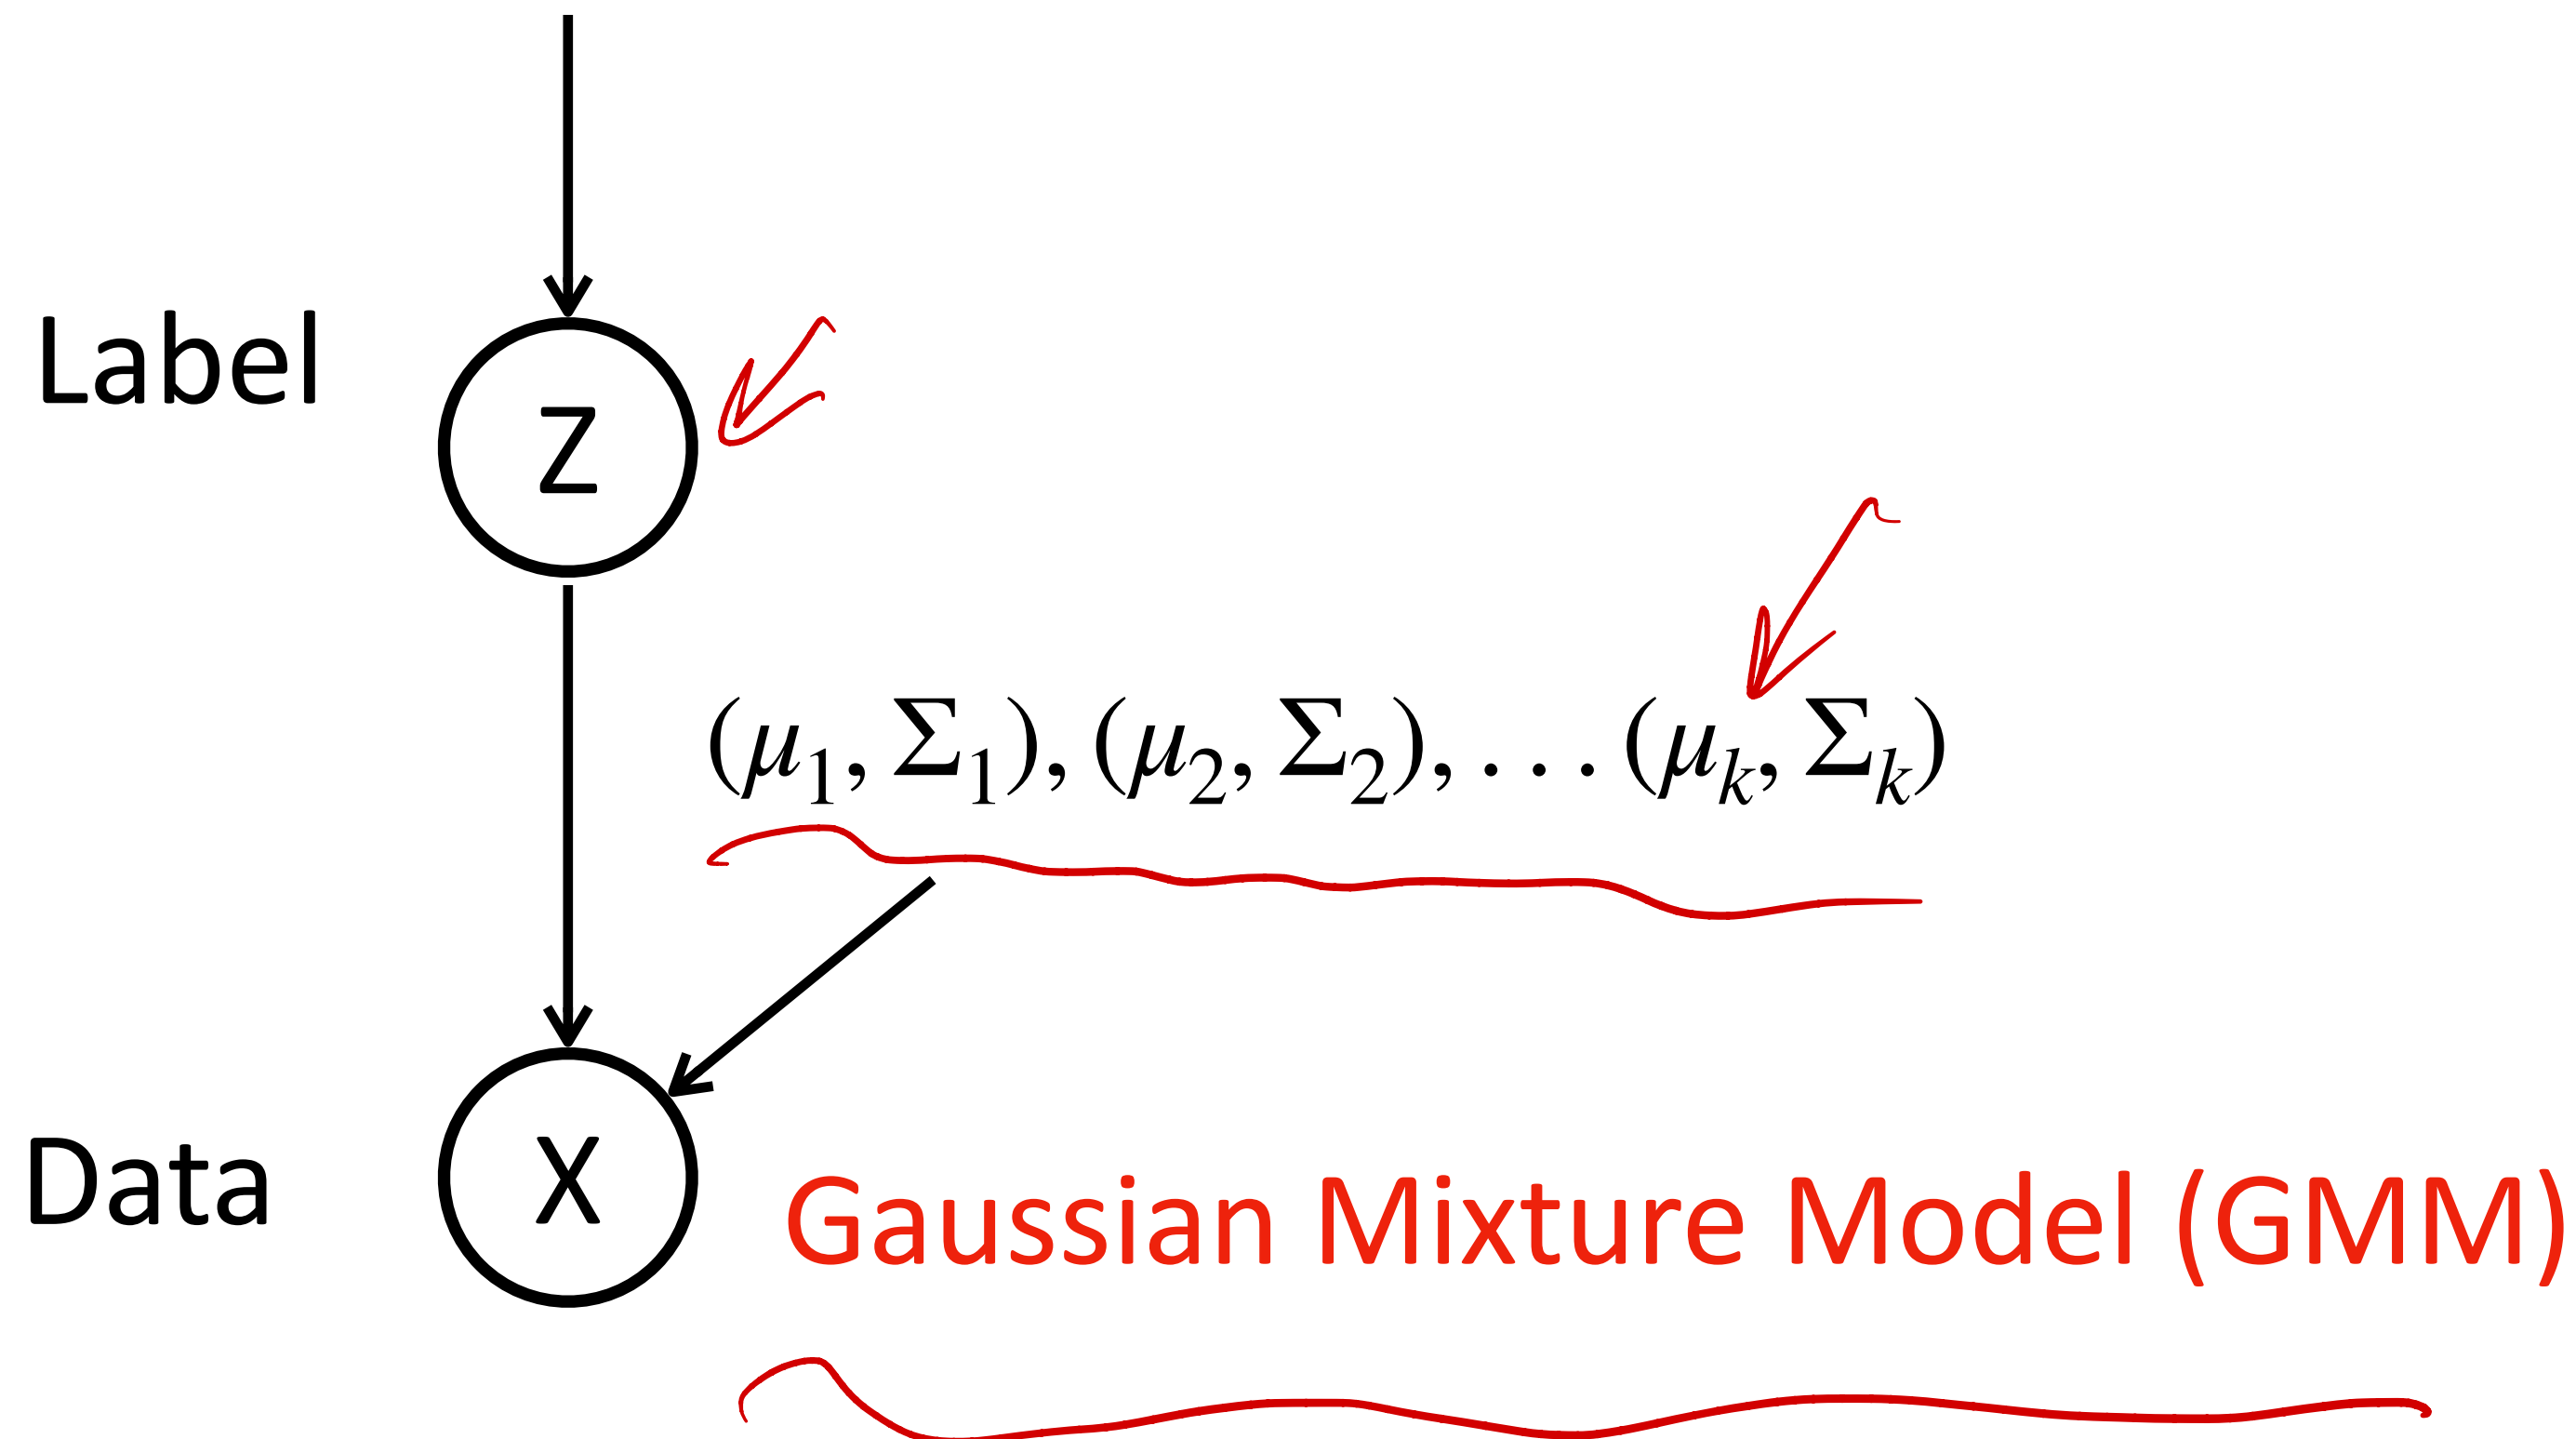 Label
Z
(μ₁, Σ₁), (μ₂, Σ₂), . . . (μₖ, Σₖ)
Data
X
Gaussian Mixture Model (GMM)